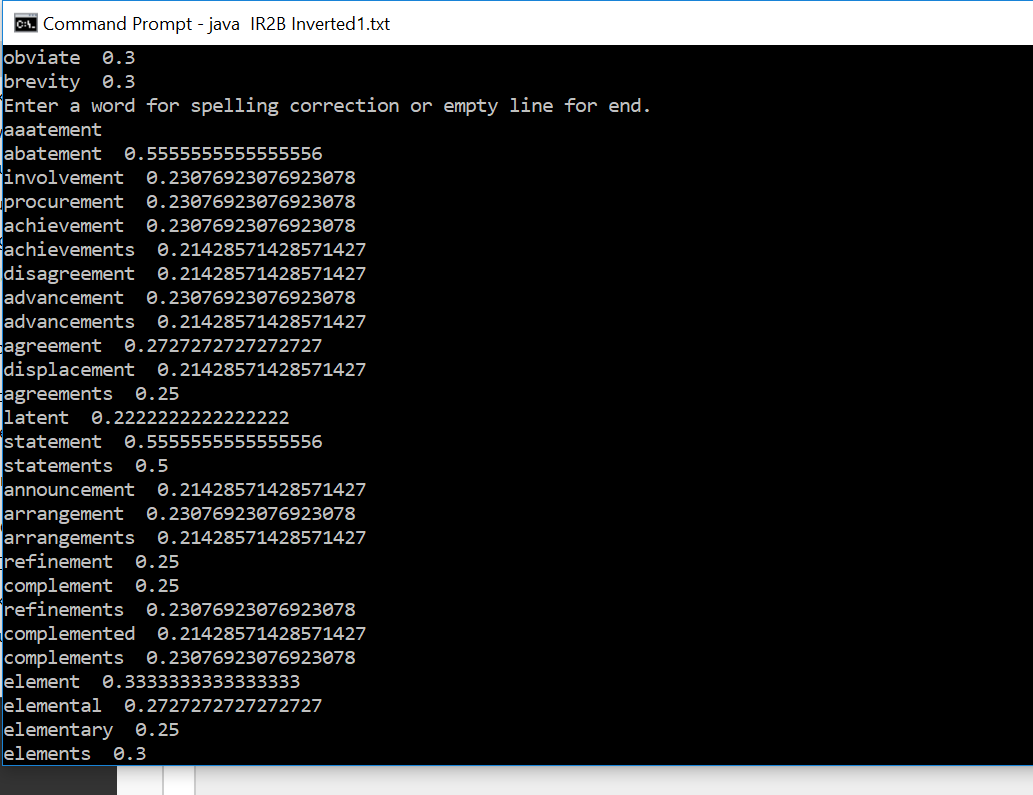 Command Prompt - java  IR2B Inverted1.txt
obviate  0.3
brevity  0.3
Enter a word for spelling correction or empty line for end.
aaatement
abatement  0.5555555555555556
involvement  0.23076923076923078
procurement  0.23076923076923078
achievement  0.23076923076923078
achievements  0.21428571428571427
disagreement  0.21428571428571427
advancement  0.23076923076923078
advancements  0.21428571428571427
agreement  0.2727272727272727
displacement  0.21428571428571427
agreements  0.25
latent  0.2222222222222222
statement  0.5555555555555556
statements  0.5
announcement  0.21428571428571427
arrangement  0.23076923076923078
arrangements  0.21428571428571427
refinement  0.25
complement  0.25
refinements  0.23076923076923078
complemented  0.21428571428571427
complements  0.23076923076923078
element  0.3333333333333333
elemental  0.2727272727272727
elementary  0.25
elements  0.3